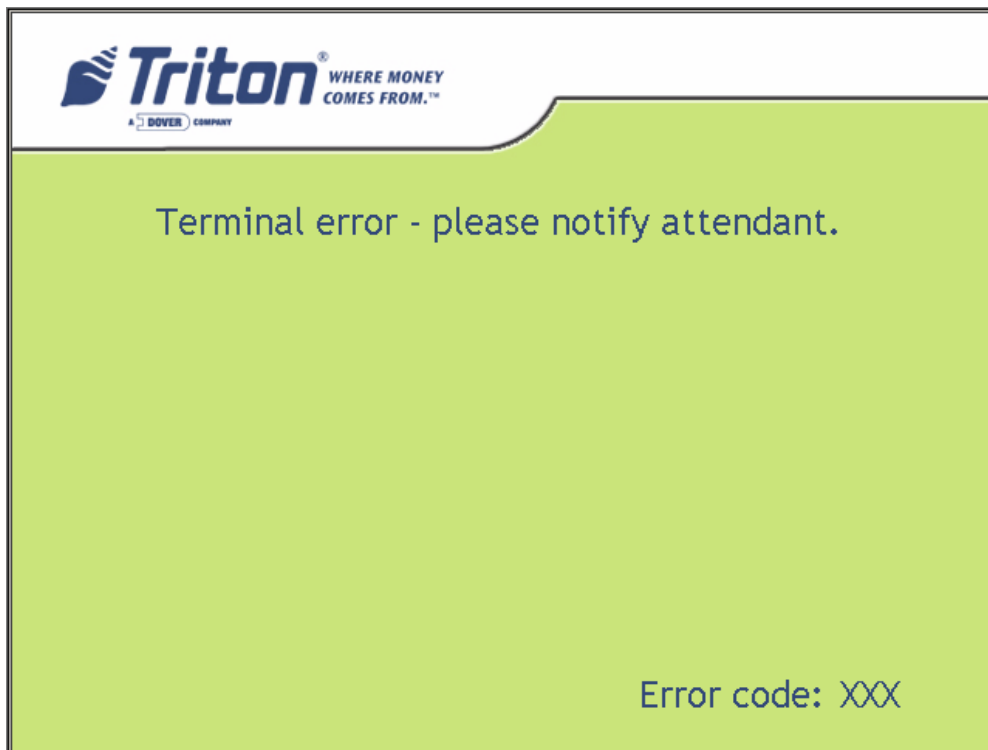 Triton® WHERE MONEY
COMES FROM.™
A DOVER COMPANY
Terminal error - please notify attendant.
Error code: XXX